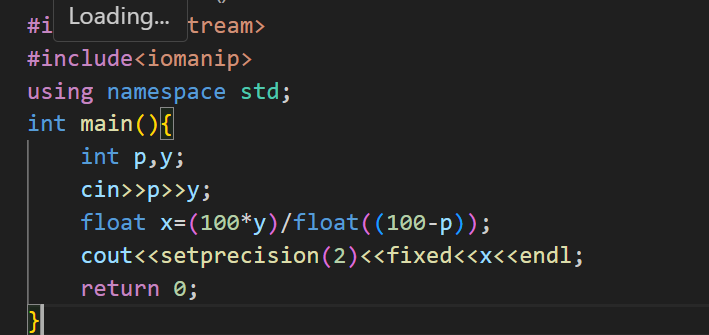 Loading...
#i tream>
#include<iomanip>
using namespace std;
int main(){
int p,y;
cin>>p>>y;
float x=(100*y)/float((100-p));
cout<<setprecision(2)<<fixed<<x<<endl;
return 0;
}